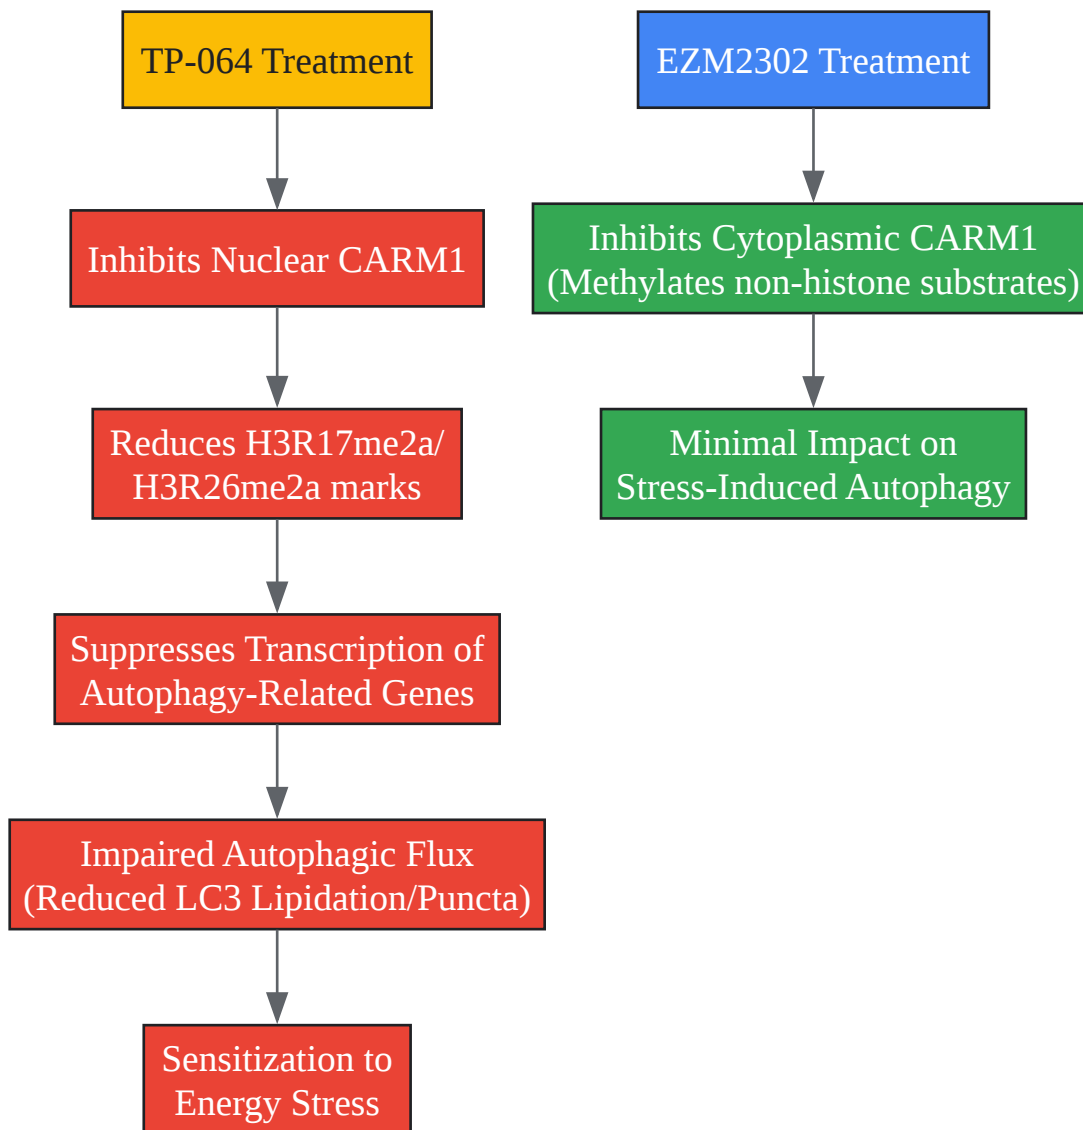 TP-064 Treatment
Inhibits Nuclear CARM1
Reduces H3R17me2a/
H3R26me2a marks
Suppresses Transcription of
Autophagy-Related Genes
Impaired Autophagic Flux
(Reduced LC3 Lipidation/Puncta)
Sensitization to
Energy Stress
EZM2302 Treatment
Inhibits Cytoplasmic CARM1
(Methylates non-histone substrates)
Minimal Impact on
Stress-Induced Autophagy